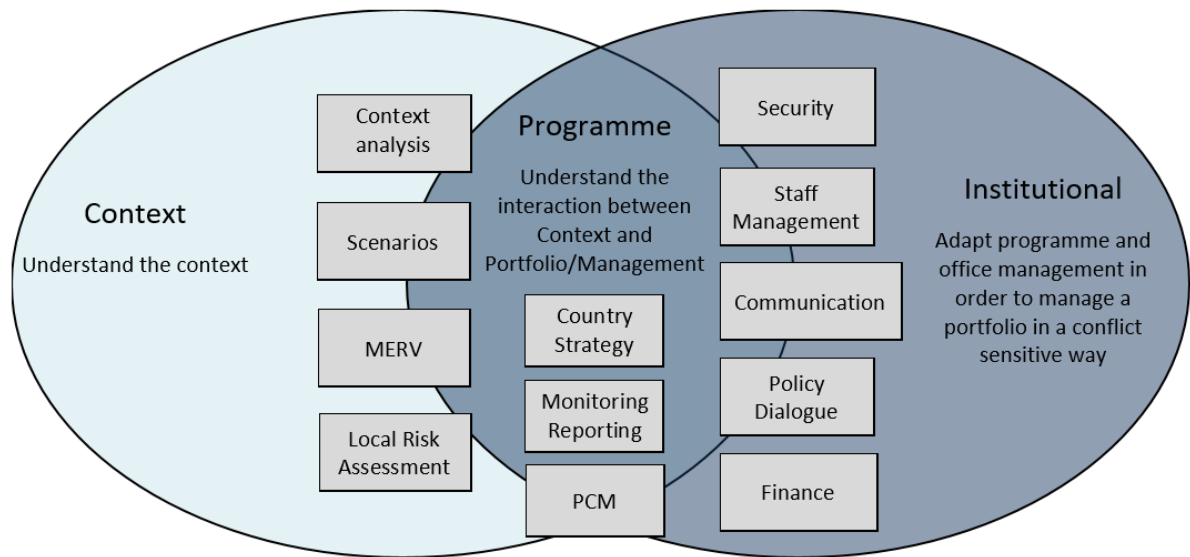 Context
Understand the context
Context
analysis
Scenarios
MERV
Local Risk
Assessment
Programme
Understand the
interaction between
Context and
Portfolio/Management
Country
Strategy
Monitoring
Reporting
PCM
Security
Staff
Management
Communication
Policy
Dialogue
Finance
Institutional
Adapt programme and
office management in
order to manage a
portfolio in a conflict
sensitive way